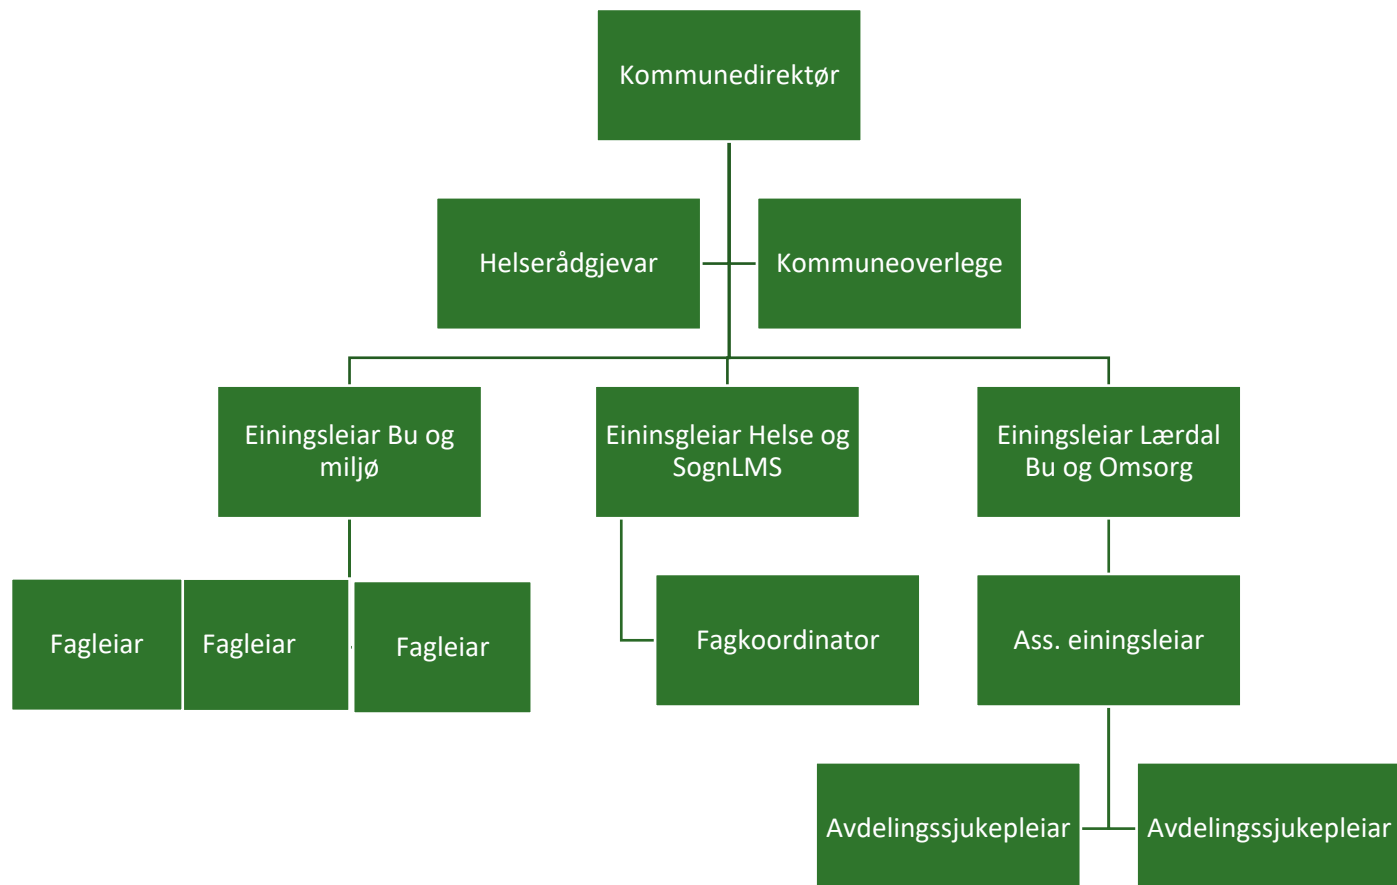 Kommunedirektør
Helserådgjevar
Kommuneoverlege
Einingsleiar Bu og
miljø
Eininsgleiar Helse og
SognLMS
Einingsleiar Lærdal
Bu og Omsorg
Fagleiar
Fagleiar
Fagleiar
Fagkoordinator
Ass. einingsleiar
Avdelingssjukepleiar
Avdelingssjukepleiar